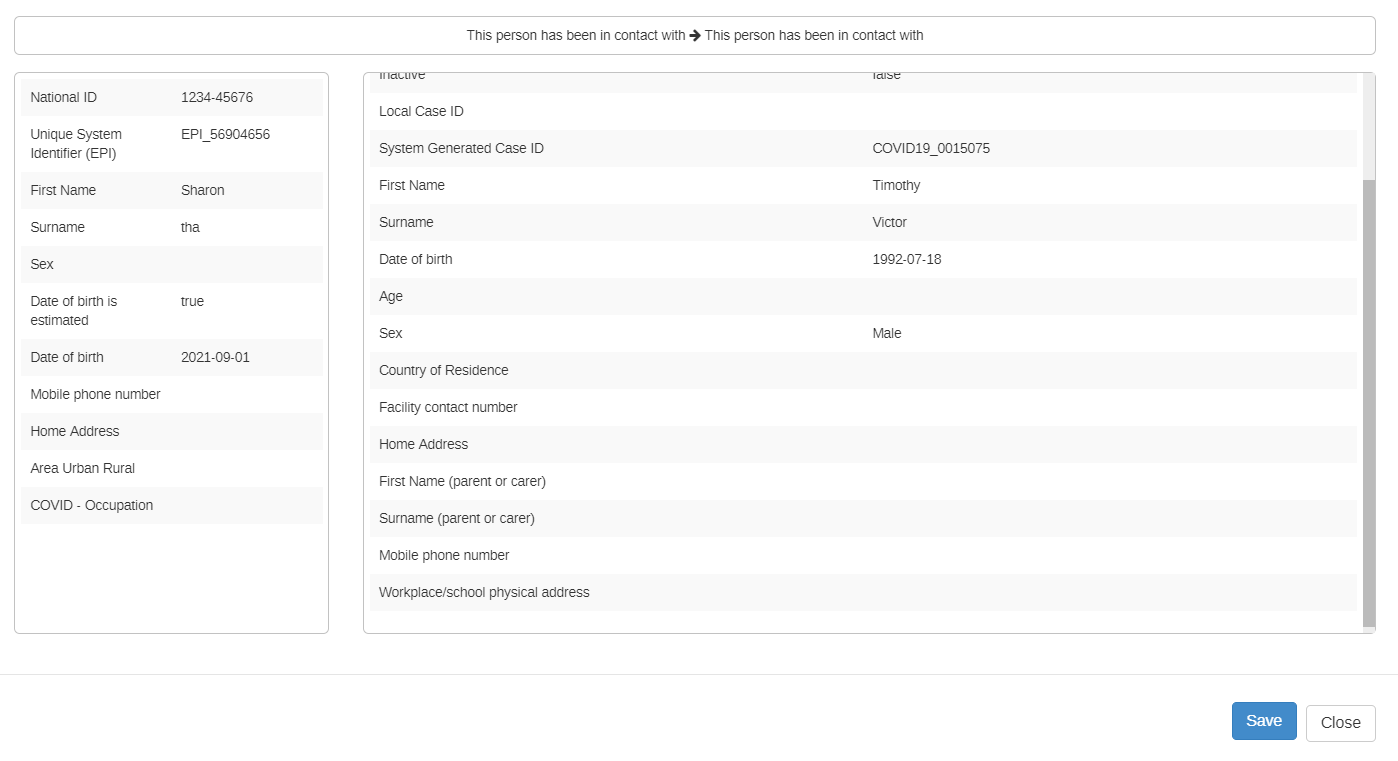 This person has been in contact with → This person has been in contact with
National ID 1234-45676
Unique System Identifier (EPI) EPI_56904656
First Name Sharon
Surname tha
Sex
Date of birth is estimated true
Date of birth 2021-09-01
Mobile phone number
Home Address
Area Urban Rural
COVID - Occupation
Inactive false
Local Case ID
System Generated Case ID COVID19_0015075
First Name Timothy
Surname Victor
Date of birth 1992-07-18
Age
Sex Male
Country of Residence
Facility contact number
Home Address
First Name (parent or carer)
Surname (parent or carer)
Mobile phone number
Workplace/school physical address
Save Close